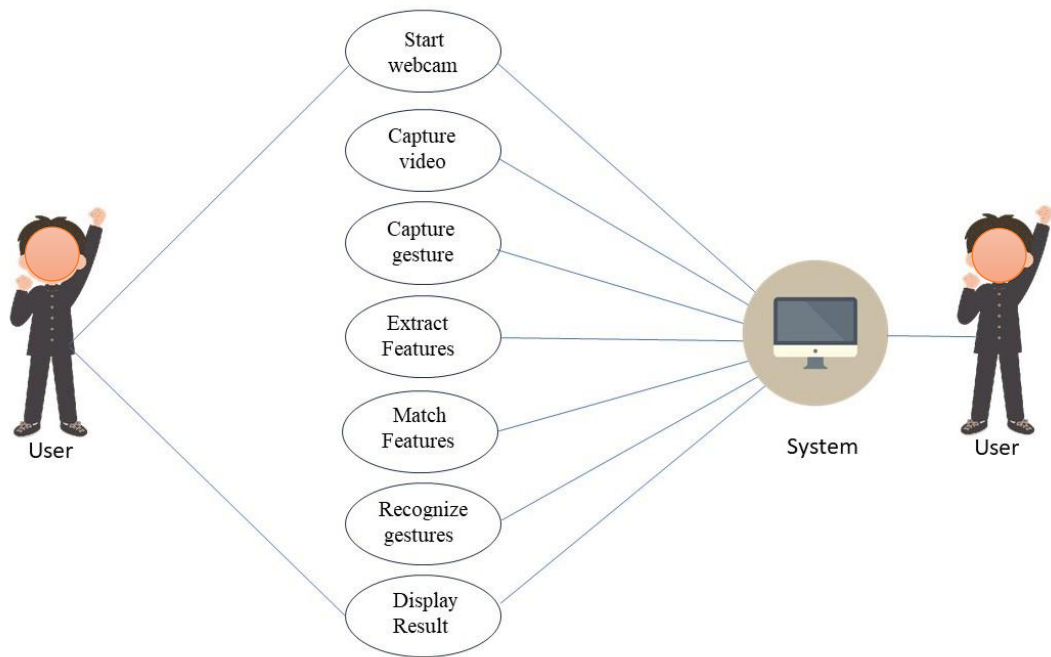 Start
webcam
Capture
video
Capture
gesture
Extract
Features
Match
Features
Recognize
gestures
Display
Result
User
System
User